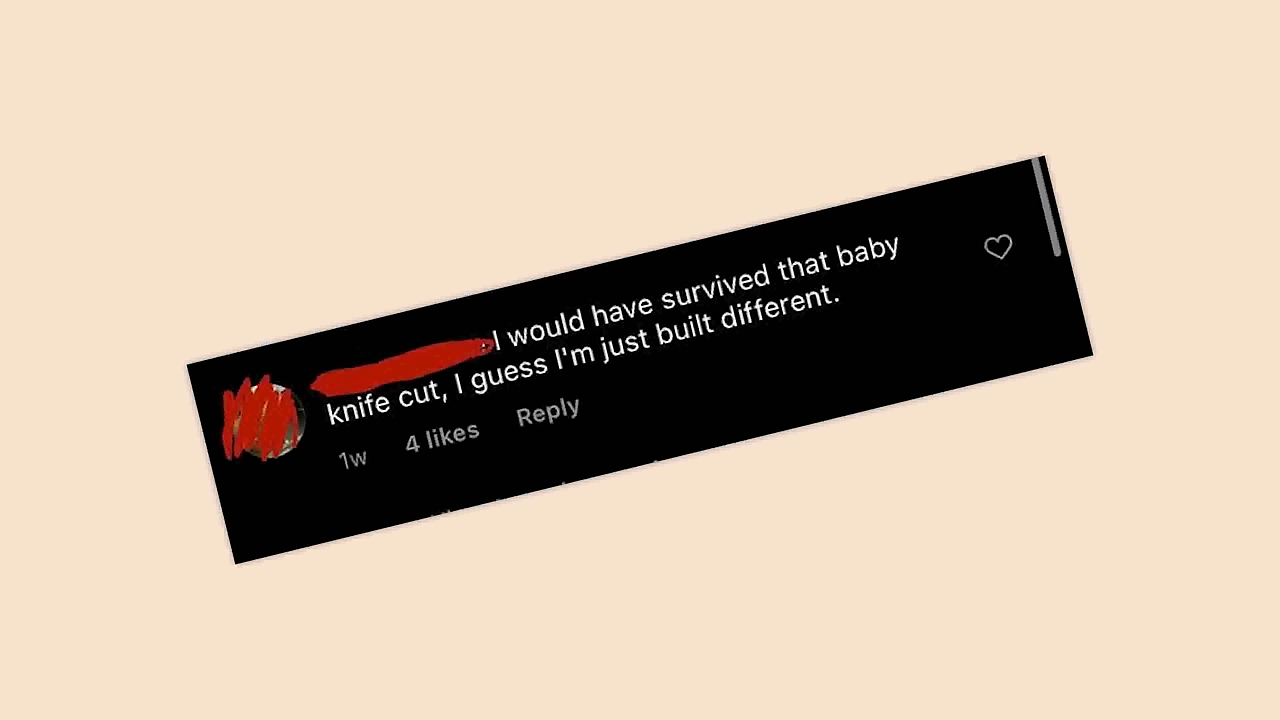 I would have survived that baby
knife cut, I guess I'm just built different.
1w 4 likes Reply